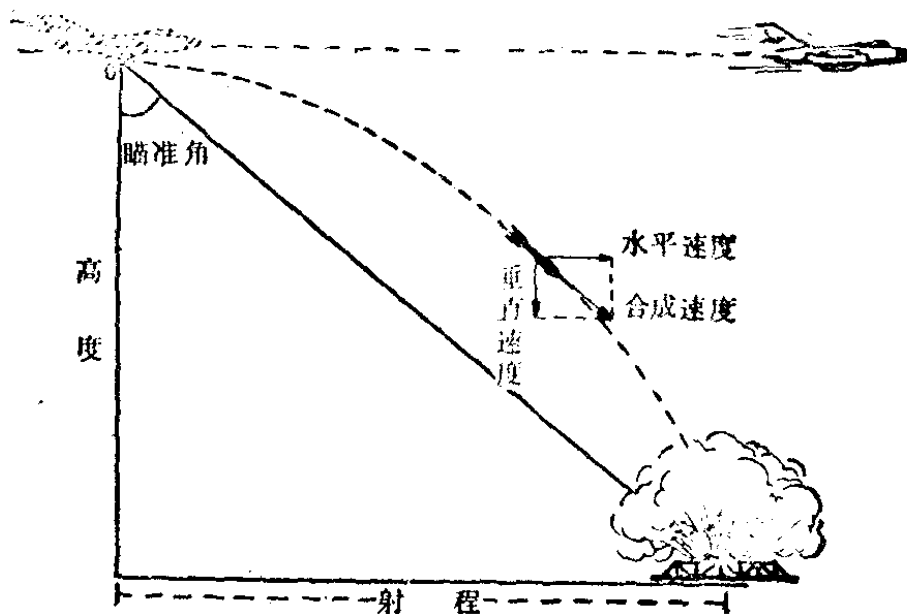 瞄准角
水平速度
合成速度
垂直速度
高度
射程